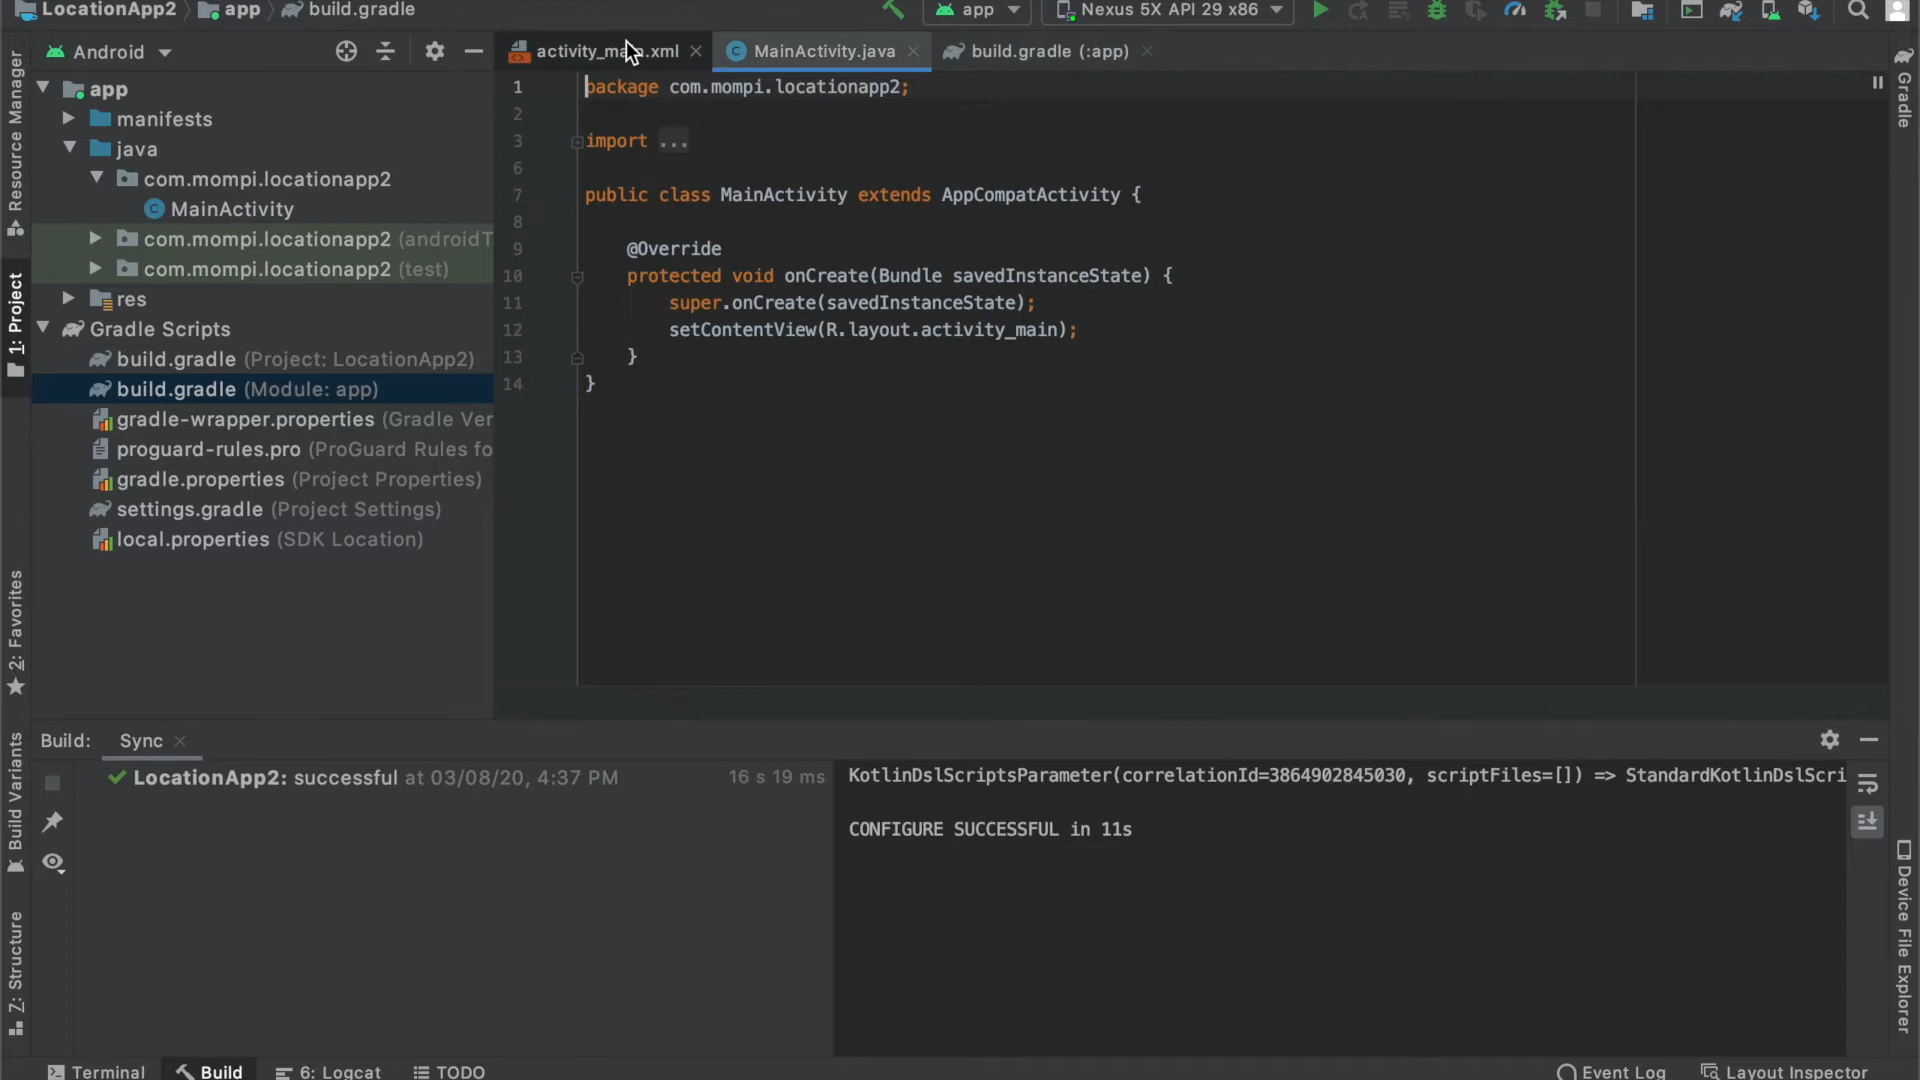 LocationApp2 app build.gradle app Nexus 5X API 29 x86
Android
activity_main.xml MainActivity.java build.gradle (:app)
app
manifests
java
com.mompi.locationapp2
MainActivity
com.mompi.locationapp2 (androidT
com.mompi.locationapp2 (test)
res
Gradle Scripts
build.gradle (Project: LocationApp2)
build.gradle (Module: app)
gradle-wrapper.properties (Gradle Ver
proguard-rules.pro (ProGuard Rules fo
gradle.properties (Project Properties)
settings.gradle (Project Settings)
local.properties (SDK Location)
1 package com.mompi.locationapp2;
2
3 import ...
6
7 public class MainActivity extends AppCompatActivity {
8
9 @Override
10 protected void onCreate(Bundle savedInstanceState) {
11 super.onCreate(savedInstanceState);
12 setContentView(R.layout.activity_main);
13 }
14 }
Resource Manager
1: Project
2: Favorites
Build Variants
Z: Structure
Gradle
Device File Explorer
Build: Sync
LocationApp2: successful at 03/08/20, 4:37 PM 16 s 19 ms
KotlinDslScriptsParameter(correlationId=3864902845030, scriptFiles=[]) => StandardKotlinDslScri
CONFIGURE SUCCESSFUL in 11s
Terminal Build 6: Logcat TODO Event Log Layout Inspector